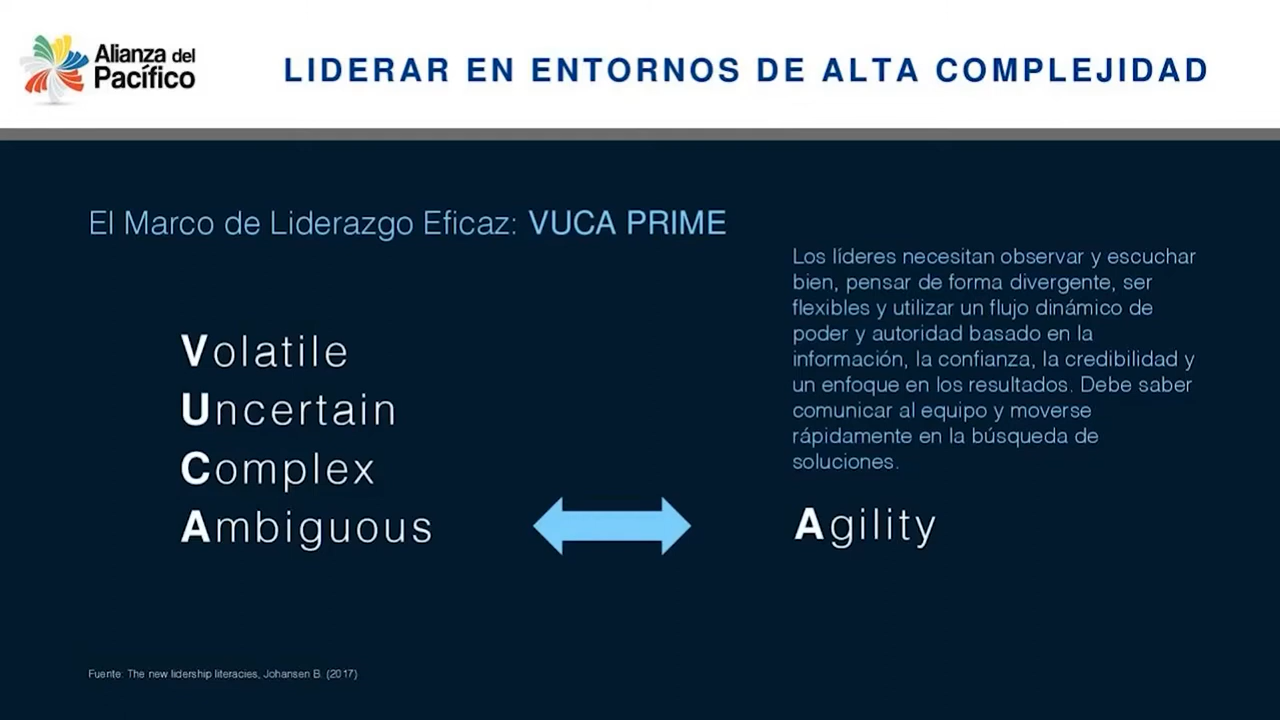 Alianza del
Pacífico
LIDERAR EN ENTORNOS DE ALTA COMPLEJIDAD
El Marco de Liderazgo Eficaz: VUCA PRIME
Volatile
Uncertain
Complex
Ambiguous
Los líderes necesitan observar y escuchar
bien, pensar de forma divergente, ser
flexibles y utilizar un flujo dinámico de
poder y autoridad basado en la
información, la confianza, la credibilidad y
un enfoque en los resultados. Debe saber
comunicar al equipo y moverse
rápidamente en la búsqueda de
soluciones.
Agility
Fuente: The new lidership literacies, Johansen B. (2017)